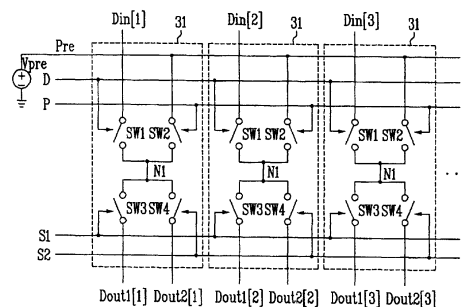 Din[1] 31 Din[2] 31 Din[3] 31
Pre
Vpre
D
P
SW1 SW2 SW1 SW2 SW1 SW2
N1 N1 N1
SW3 SW4 SW3 SW4 SW3 SW4
S1
S2
Dout1[1] Dout2[1] Dout1[2] Dout2[2] Dout1[3] Dout2[3]